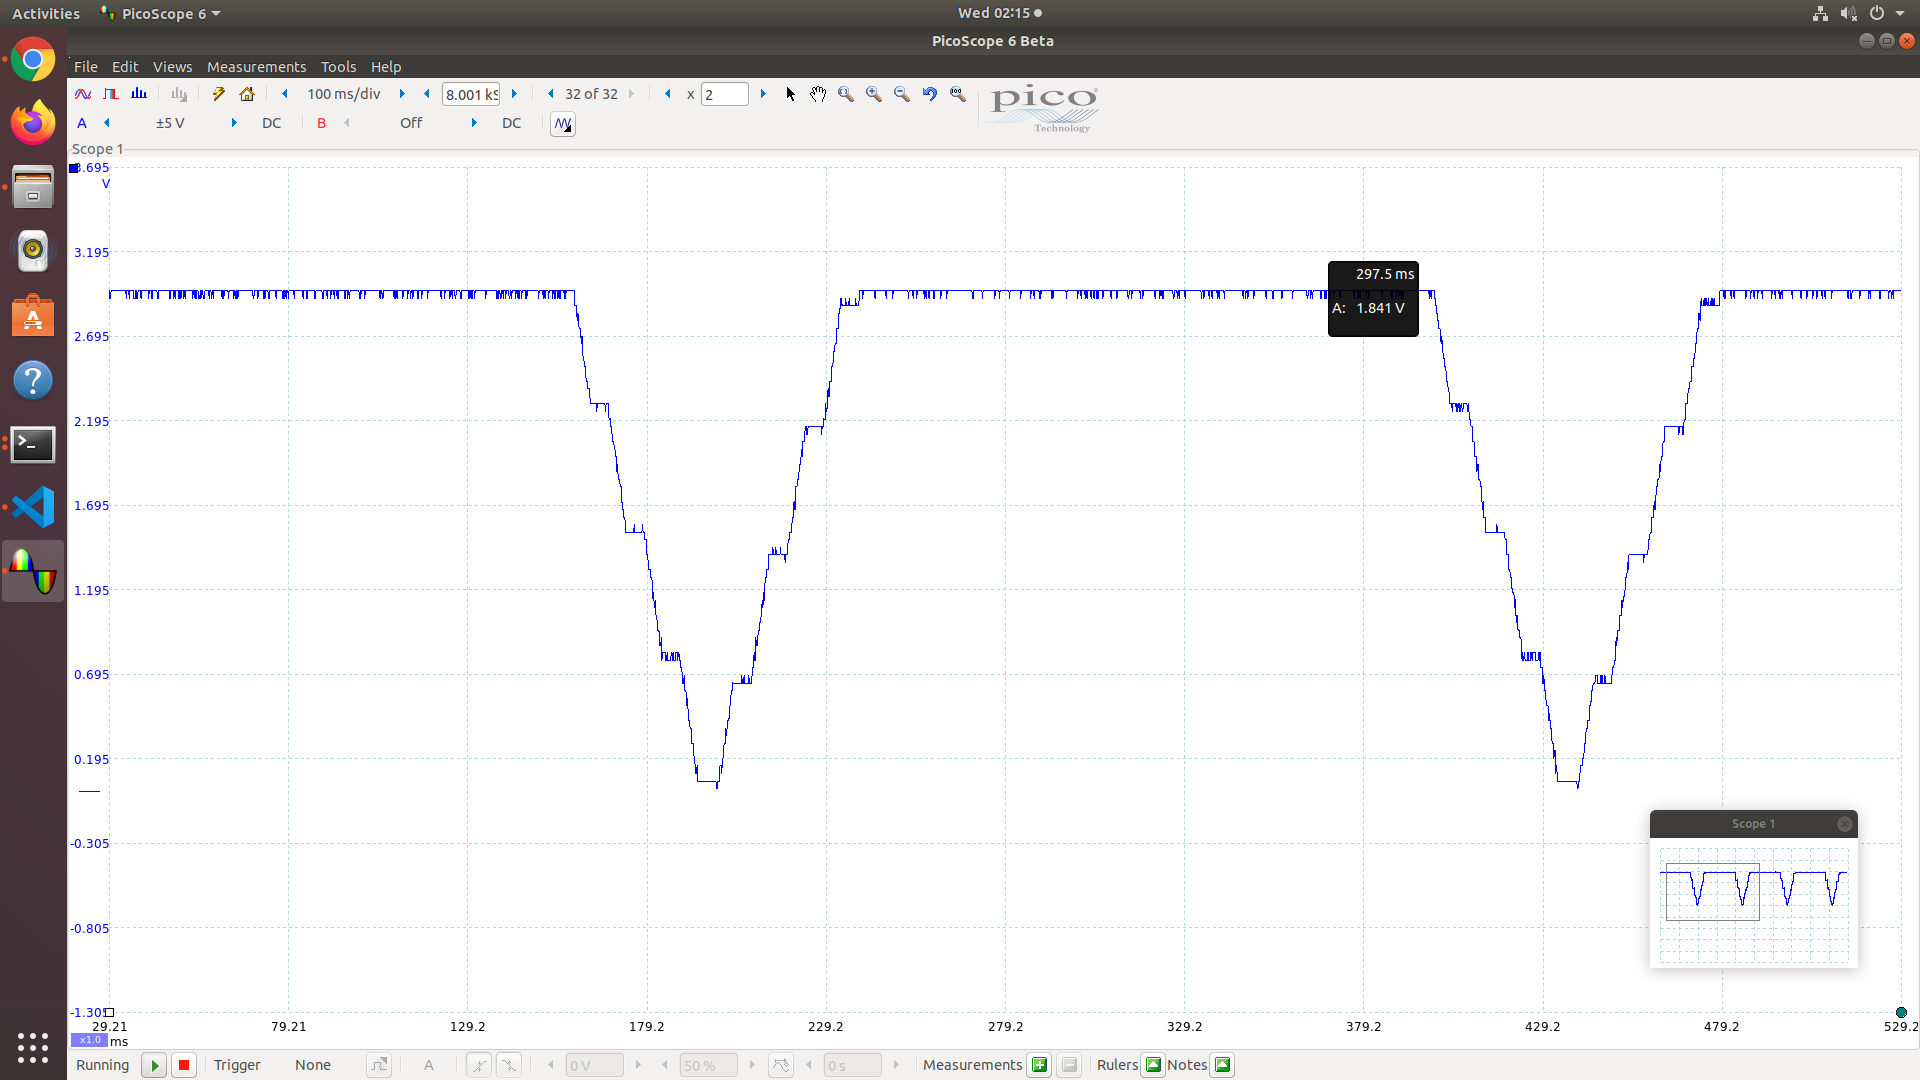 Activities PicoScope 6 Wed 02:15
PicoScope 6 Beta
File Edit Views Measurements Tools Help
100 ms/div 8.001 kS 32 of 32 x 2
pico
Technology
A ±5 V DC B Off DC
Scope 1
3.695
V
3.195
2.695
2.195
1.695
1.195
0.695
0.195
-0.305
-0.805
-1.305
297.5 ms
A: 1.841 V
Scope 1
29.21 79.21 129.2 179.2 229.2 279.2 329.2 379.2 429.2 479.2 529.2
x1.0 ms
Running Trigger None A 0 V 50 % 0 s Measurements Rulers Notes